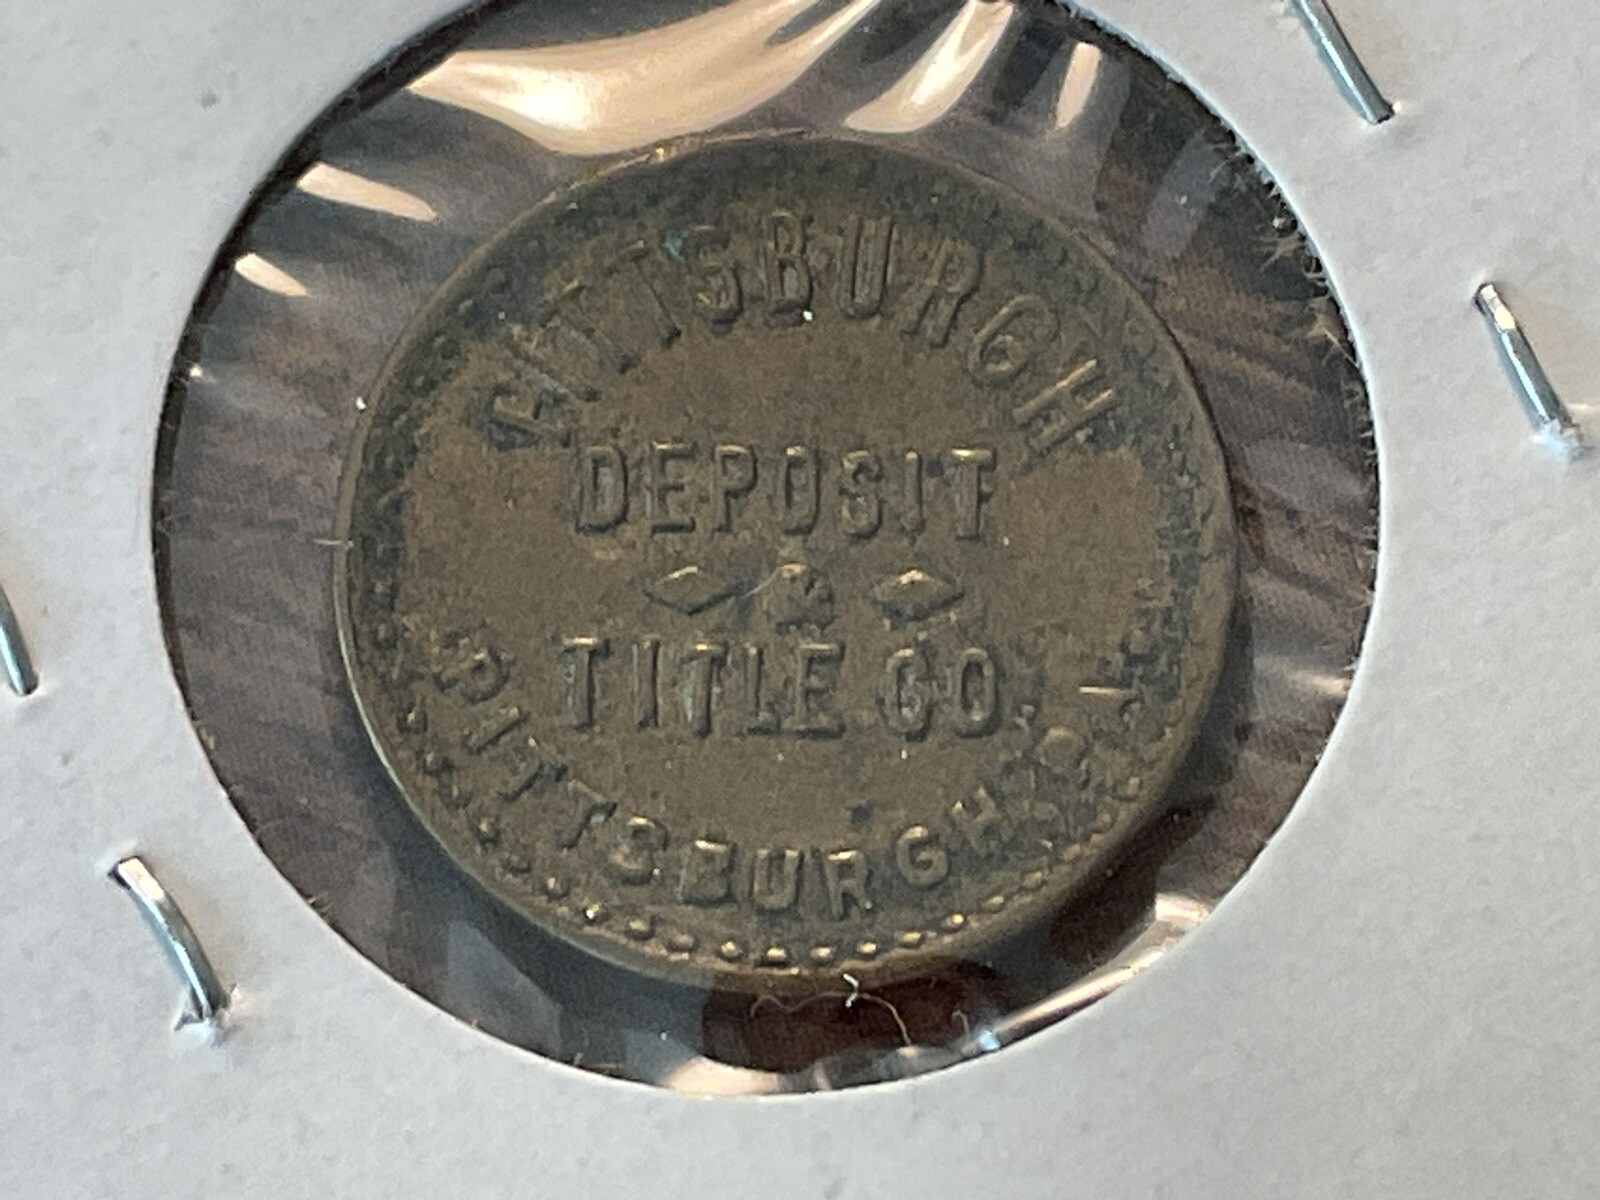 PITTSBURGH
DEPOSIT
&
TITLE CO.
PITTSBURGH,